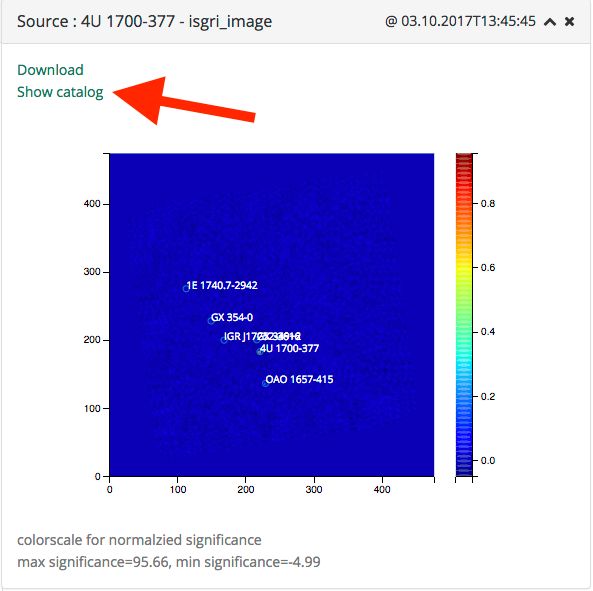 Source : 4U 1700-377 - isgri_image @ 03.10.2017T13:45:45
Download
Show catalog
400
300
200
100
0
0 100 200 300 400
1E 1740.7-2942
GX 354-0
4U 1700-377
OAO 1657-415
0.8
0.6
0.4
0.2
0.0
colorscale for normalzied significance
max significance=95.66, min significance=-4.99